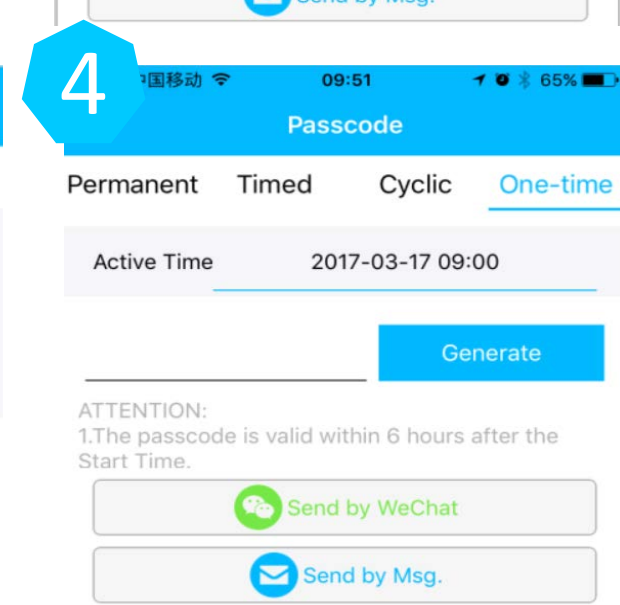 Send by Msg.
4
中国移动 09:51 65%
Passcode
Permanent Timed Cyclic One-time
Active Time 2017-03-17 09:00
Generate
ATTENTION:
1.The passcode is valid within 6 hours after the
Start Time.
Send by WeChat
Send by Msg.